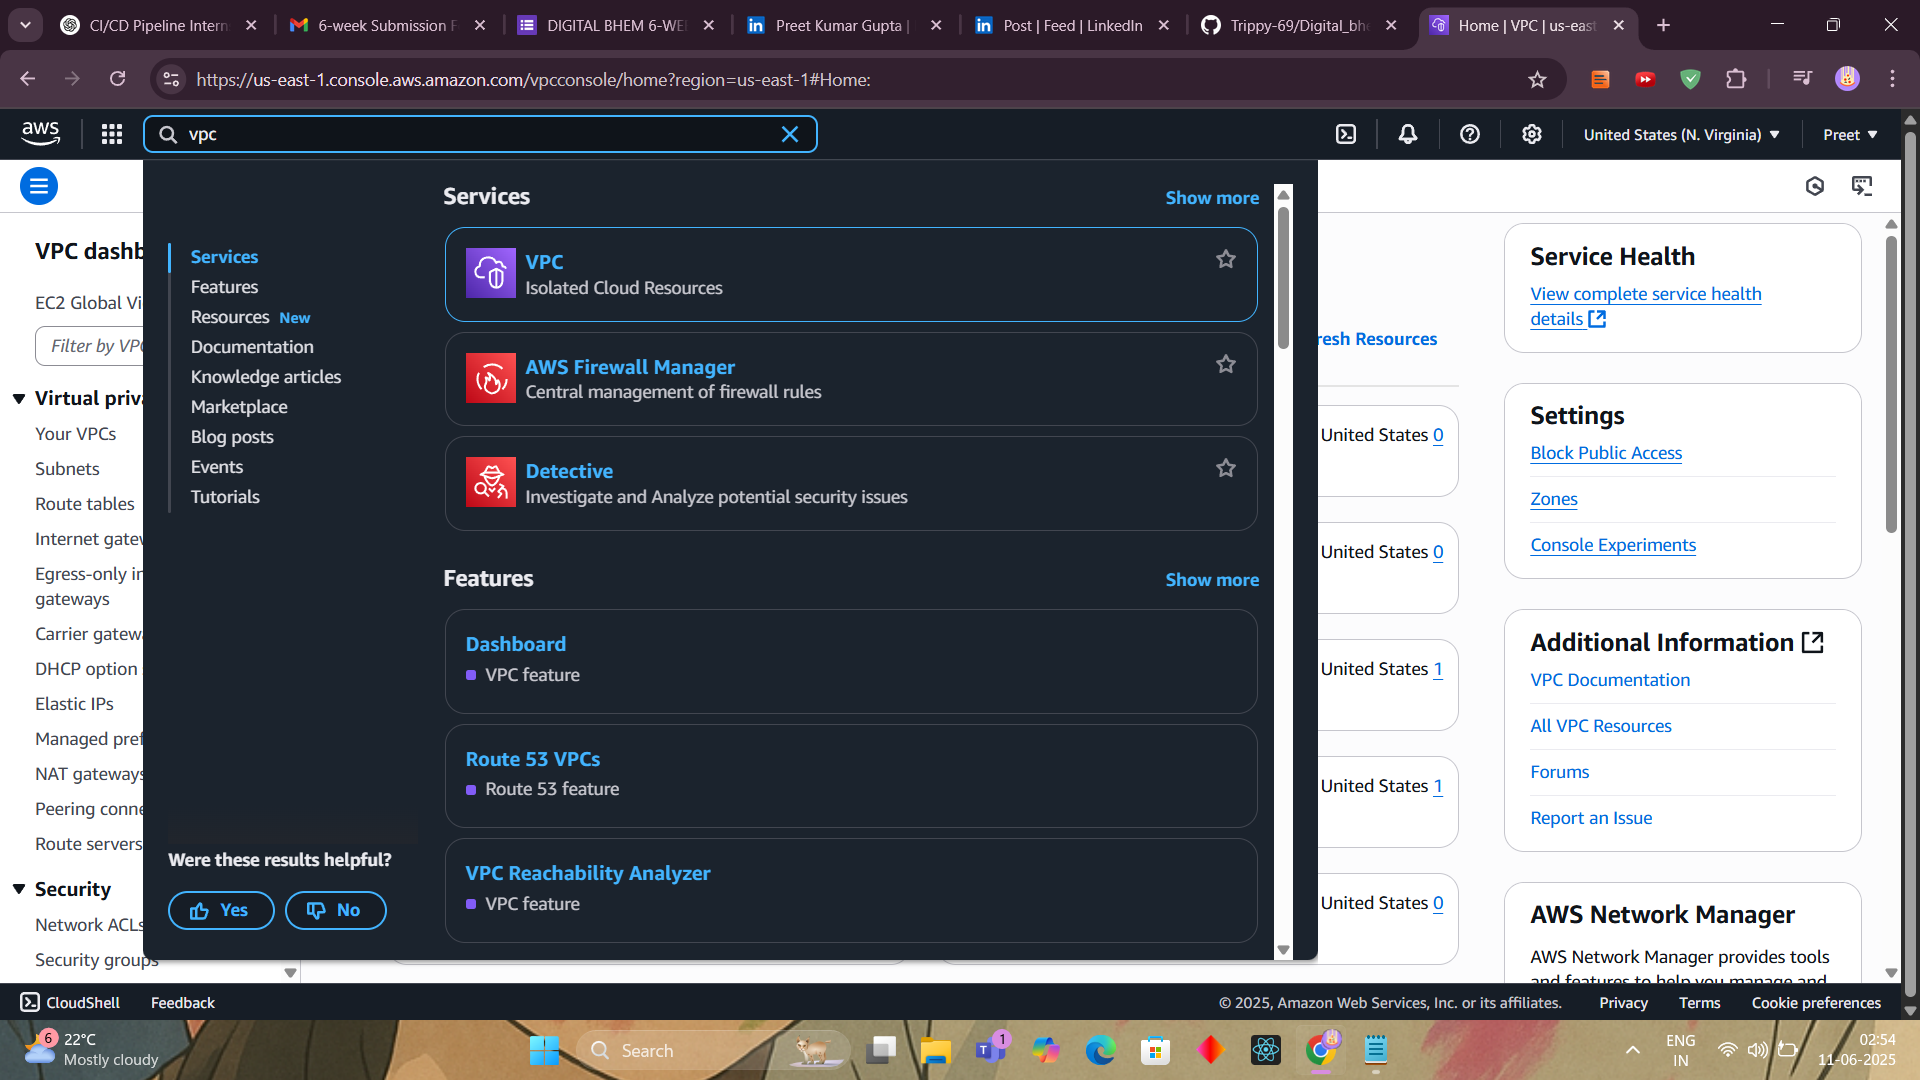 CI/CD Pipeline Intern
6-week Submission F
DIGITAL BHEM 6-WE
Preet Kumar Gupta |
Post | Feed | LinkedIn
Trippy-69/Digital_bhe
Home | VPC | us-east
https://us-east-1.console.aws.amazon.com/vpcconsole/home?region=us-east-1#Home:
aws
vpc
United States (N. Virginia)
Preet
VPC dashb
EC2 Global Vi
Filter by VPC
Virtual priva
Your VPCs
Subnets
Route tables
Internet gatew
Egress-only in
gateways
Carrier gatewa
DHCP option s
Elastic IPs
Managed pref
NAT gateways
Peering conne
Route servers
Security
Network ACLs
Security groups
Services
Features
Resources New
Documentation
Knowledge articles
Marketplace
Blog posts
Events
Tutorials
Were these results helpful?
Yes
No
Services
Show more
VPC
Isolated Cloud Resources
AWS Firewall Manager
Central management of firewall rules
Detective
Investigate and Analyze potential security issues
Features
Show more
Dashboard
VPC feature
Route 53 VPCs
Route 53 feature
VPC Reachability Analyzer
VPC feature
resh Resources
United States 0
United States 0
United States 1
United States 1
United States 0
Service Health
View complete service health
details
Settings
Block Public Access
Zones
Console Experiments
Additional Information
VPC Documentation
All VPC Resources
Forums
Report an Issue
AWS Network Manager
AWS Network Manager provides tools
and features to help you manage and
CloudShell
Feedback
© 2025, Amazon Web Services, Inc. or its affiliates.
Privacy
Terms
Cookie preferences
6
22°C
Mostly cloudy
Search
1
ENG
IN
02:54
11-06-2025